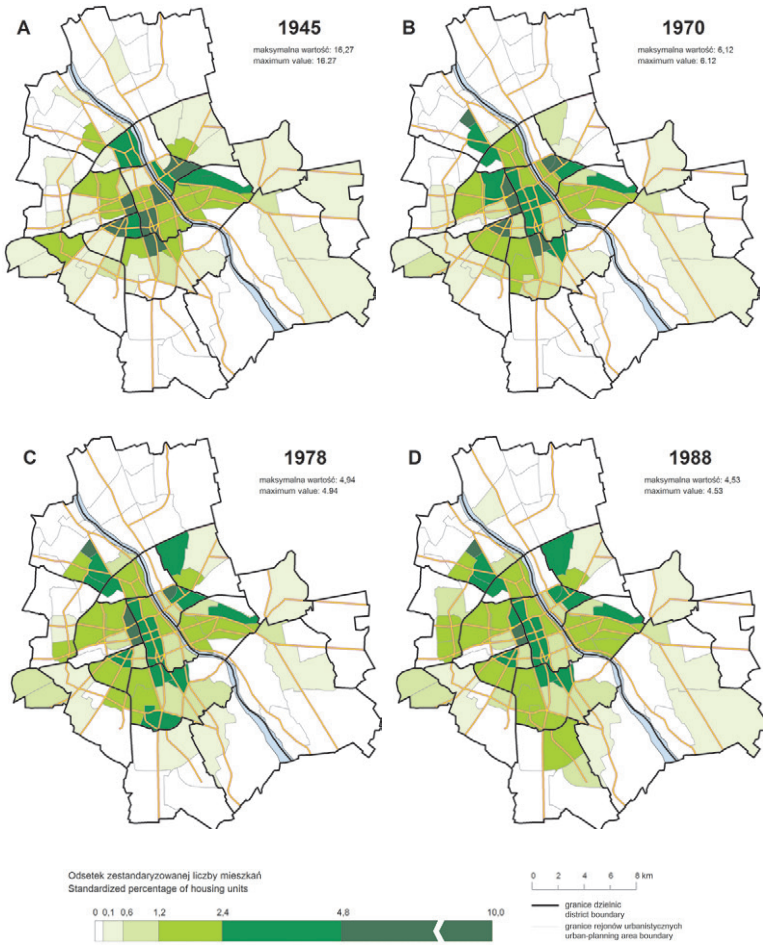 A
1945
maksymalna wartość: 16,27
maximum value: 16.27
B
1970
maksymalna wartość: 6,12
maximum value: 6.12
C
1978
maksymalna wartość: 4,94
maximum value: 4.94
D
1988
maksymalna wartość: 4,53
maximum value: 4.53
Odsetek zestandaryzowanej liczby mieszkań
Standardized percentage of housing units
0 0,1 0,6 1,2 2,4 4,8 10,0
0 2 4 6 8 km
granice dzielnic
district boundary
granice rejonów urbanistycznych
urban-planning area boundary